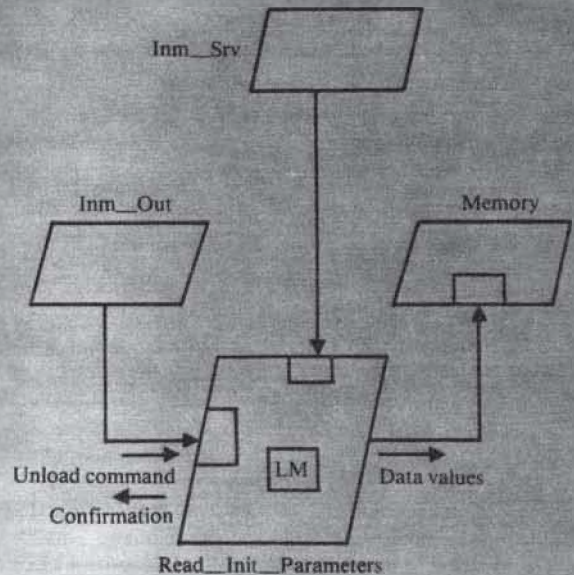 Inm__Srv
Inm__Out
Memory
Unload command
Confirmation
LM
Data values
Read__Init__Parameters